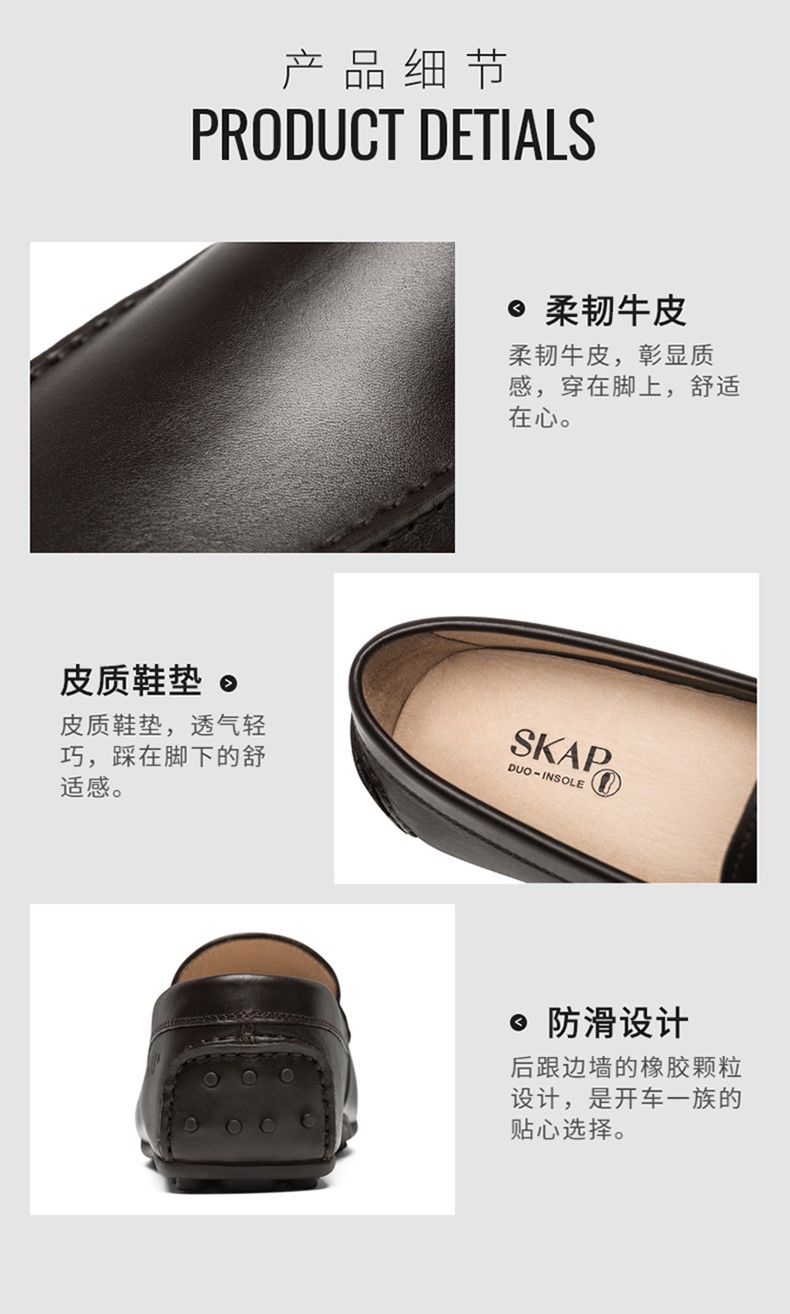 产品细节
PRODUCT DETIALS
柔韧牛皮
柔韧牛皮，彰显质
感，穿在脚上，舒适
在心。
皮质鞋垫
皮质鞋垫，透气轻
巧，踩在脚下的舒
适感。
SKAP
DUO-INSOLE
防滑设计
后跟边墙的橡胶颗粒
设计，是开车一族的
贴心选择。